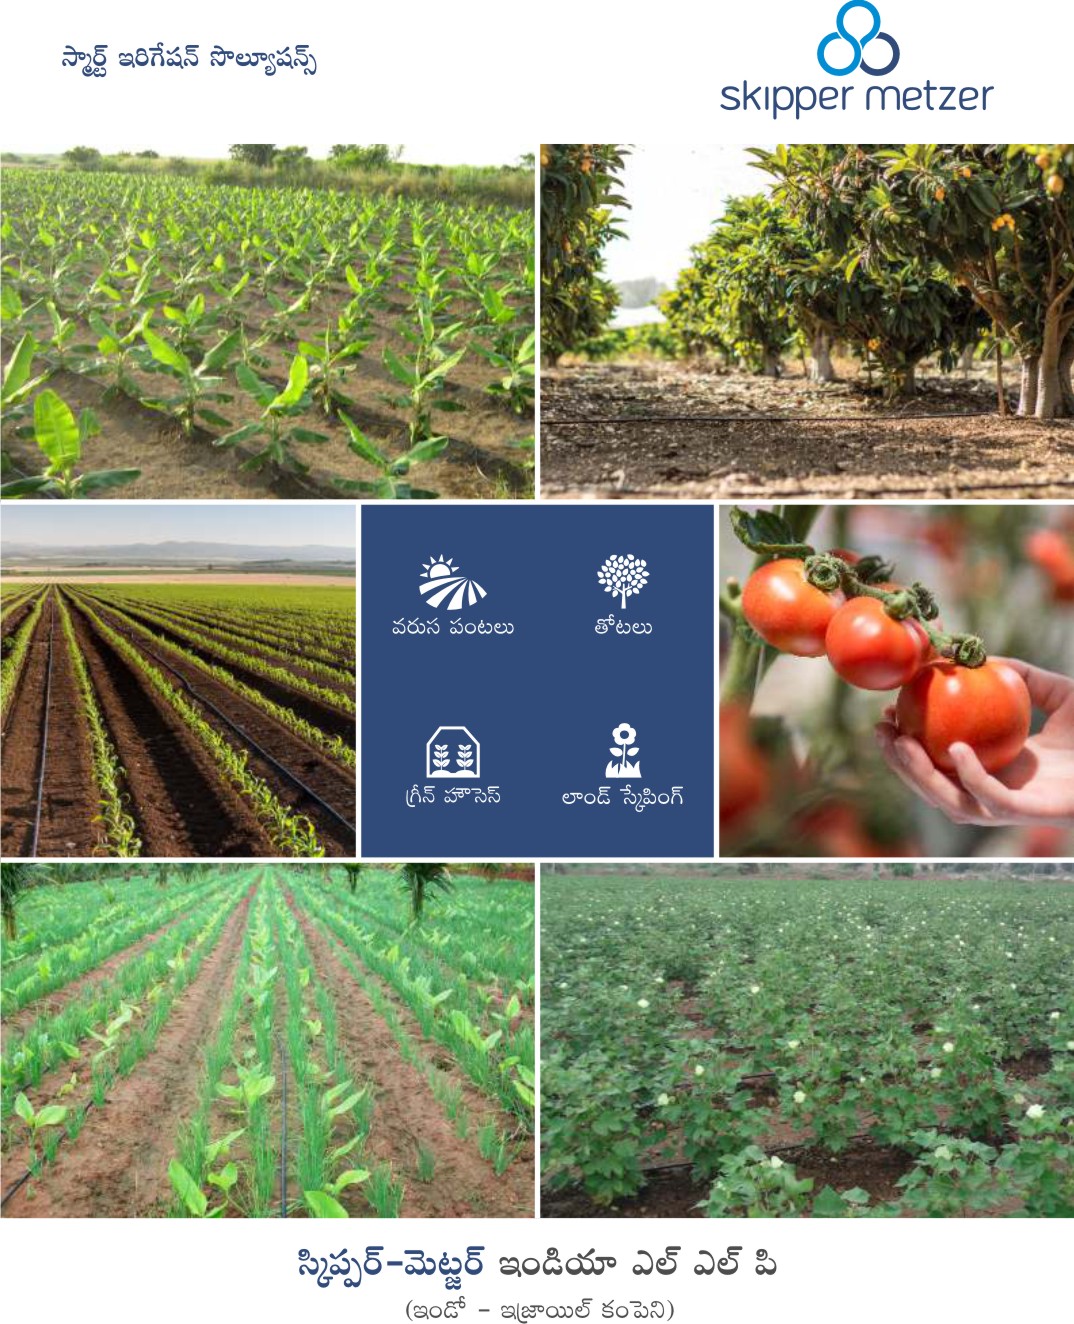 స్మార్ట్ ఇరిగేషన్ సొల్యూషన్స్
skipper metzer
వరుస పంటలు
తోటలు
గ్రీన్ హౌసెస్
లాండ్ స్కేపింగ్
స్కిప్పర్-మెట్జర్ ఇండియా ఎల్ ఎల్ పి
(ఇండో - ఇజ్రాయిల్ కంపెని)